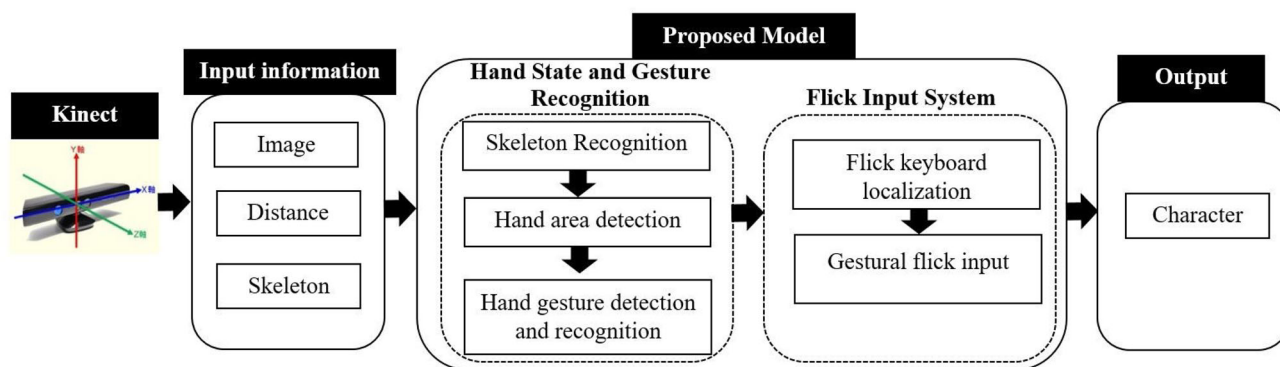 Proposed Model
Kinect
Y軸
X軸
Z軸
Input information
Image
Distance
Skeleton
Hand State and Gesture
Recognition
Skeleton Recognition
Hand area detection
Hand gesture detection
and recognition
Flick Input System
Flick keyboard
localization
Gestural flick input
Output
Character